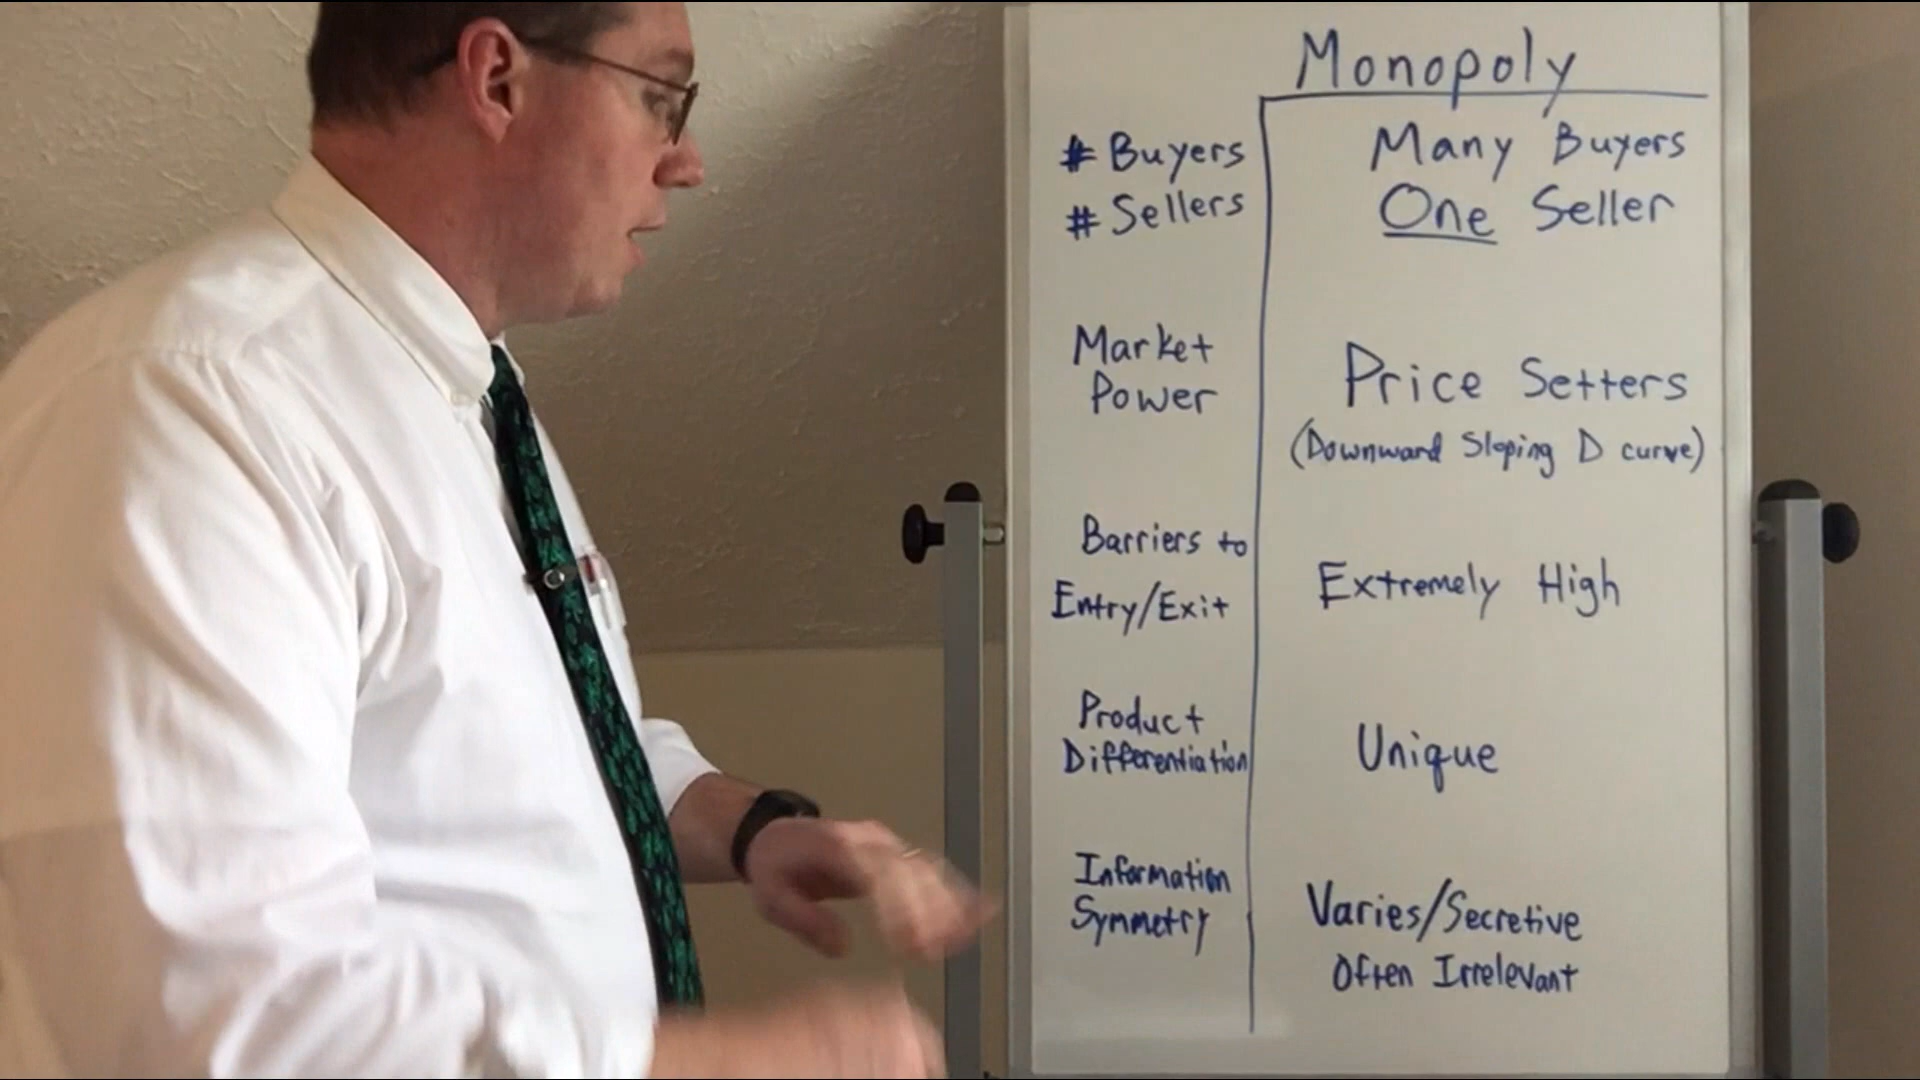 Monopoly
# Buyers
# Sellers
Many Buyers
One Seller
Market
Power
Price Setters
(Downward Sloping D curve)
Barriers to
Entry/Exit
Extremely High
Product
Differentiation
Unique
Information
Symmetry
Varies/Secretive
Often Irrelevant